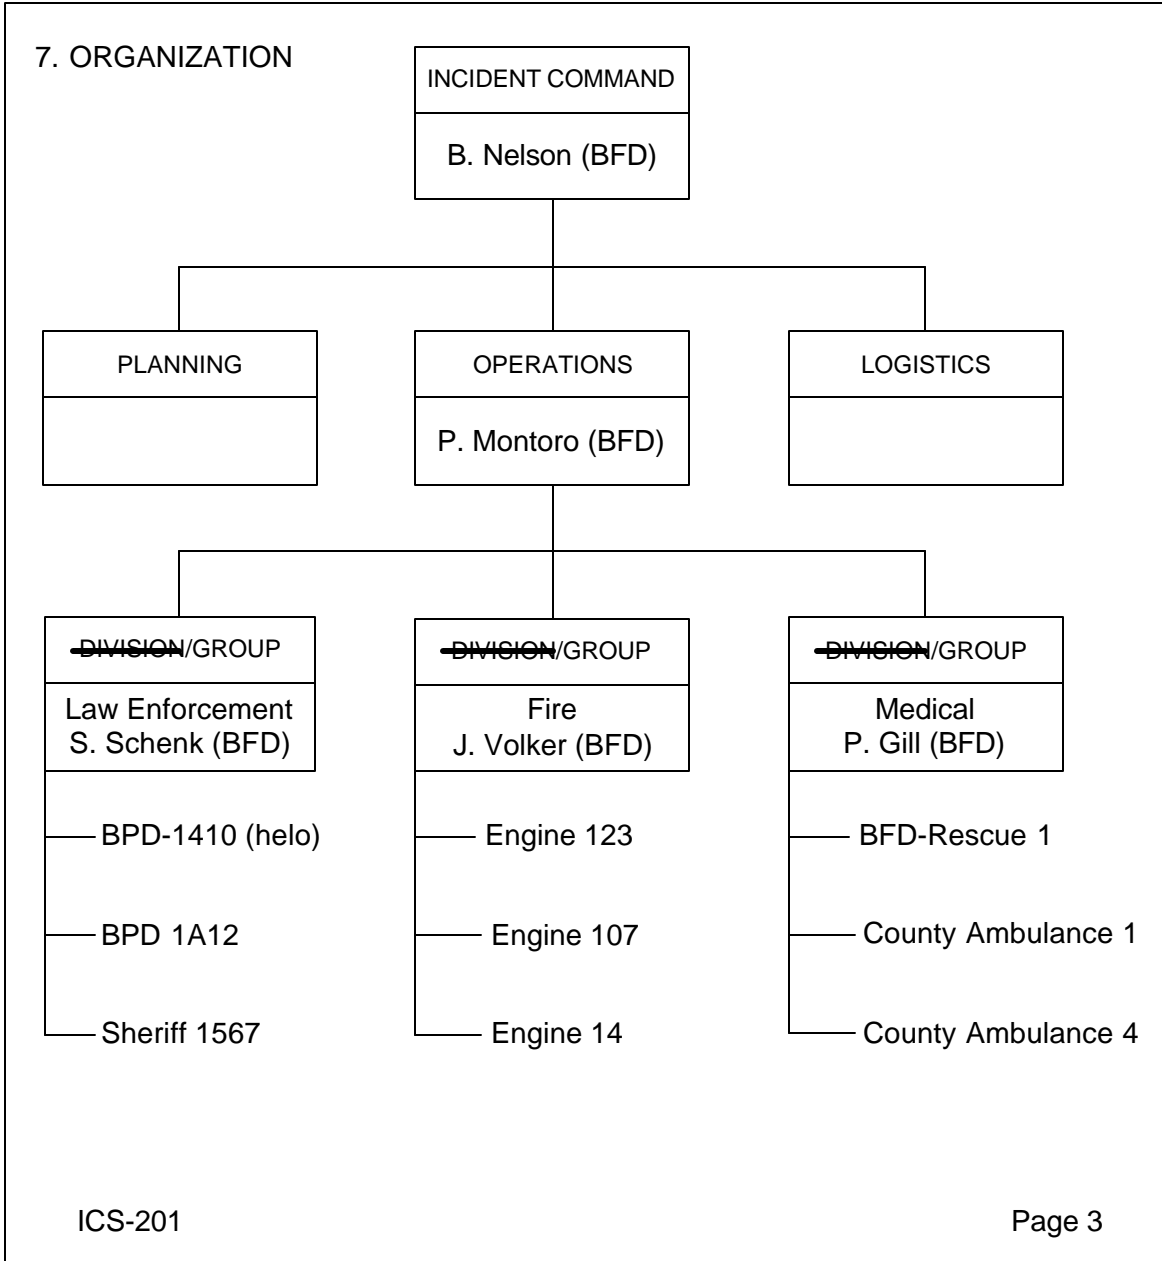 7. ORGANIZATION
INCIDENT COMMAND
B. Nelson (BFD)
PLANNING
OPERATIONS
P. Montoro (BFD)
LOGISTICS
DIVISION/GROUP
Law Enforcement
S. Schenk (BFD)
BPD-1410 (helo)
BPD 1A12
Sheriff 1567
DIVISION/GROUP
Fire
J. Volker (BFD)
Engine 123
Engine 107
Engine 14
DIVISION/GROUP
Medical
P. Gill (BFD)
BFD-Rescue 1
County Ambulance 1
County Ambulance 4
ICS-201
Page 3